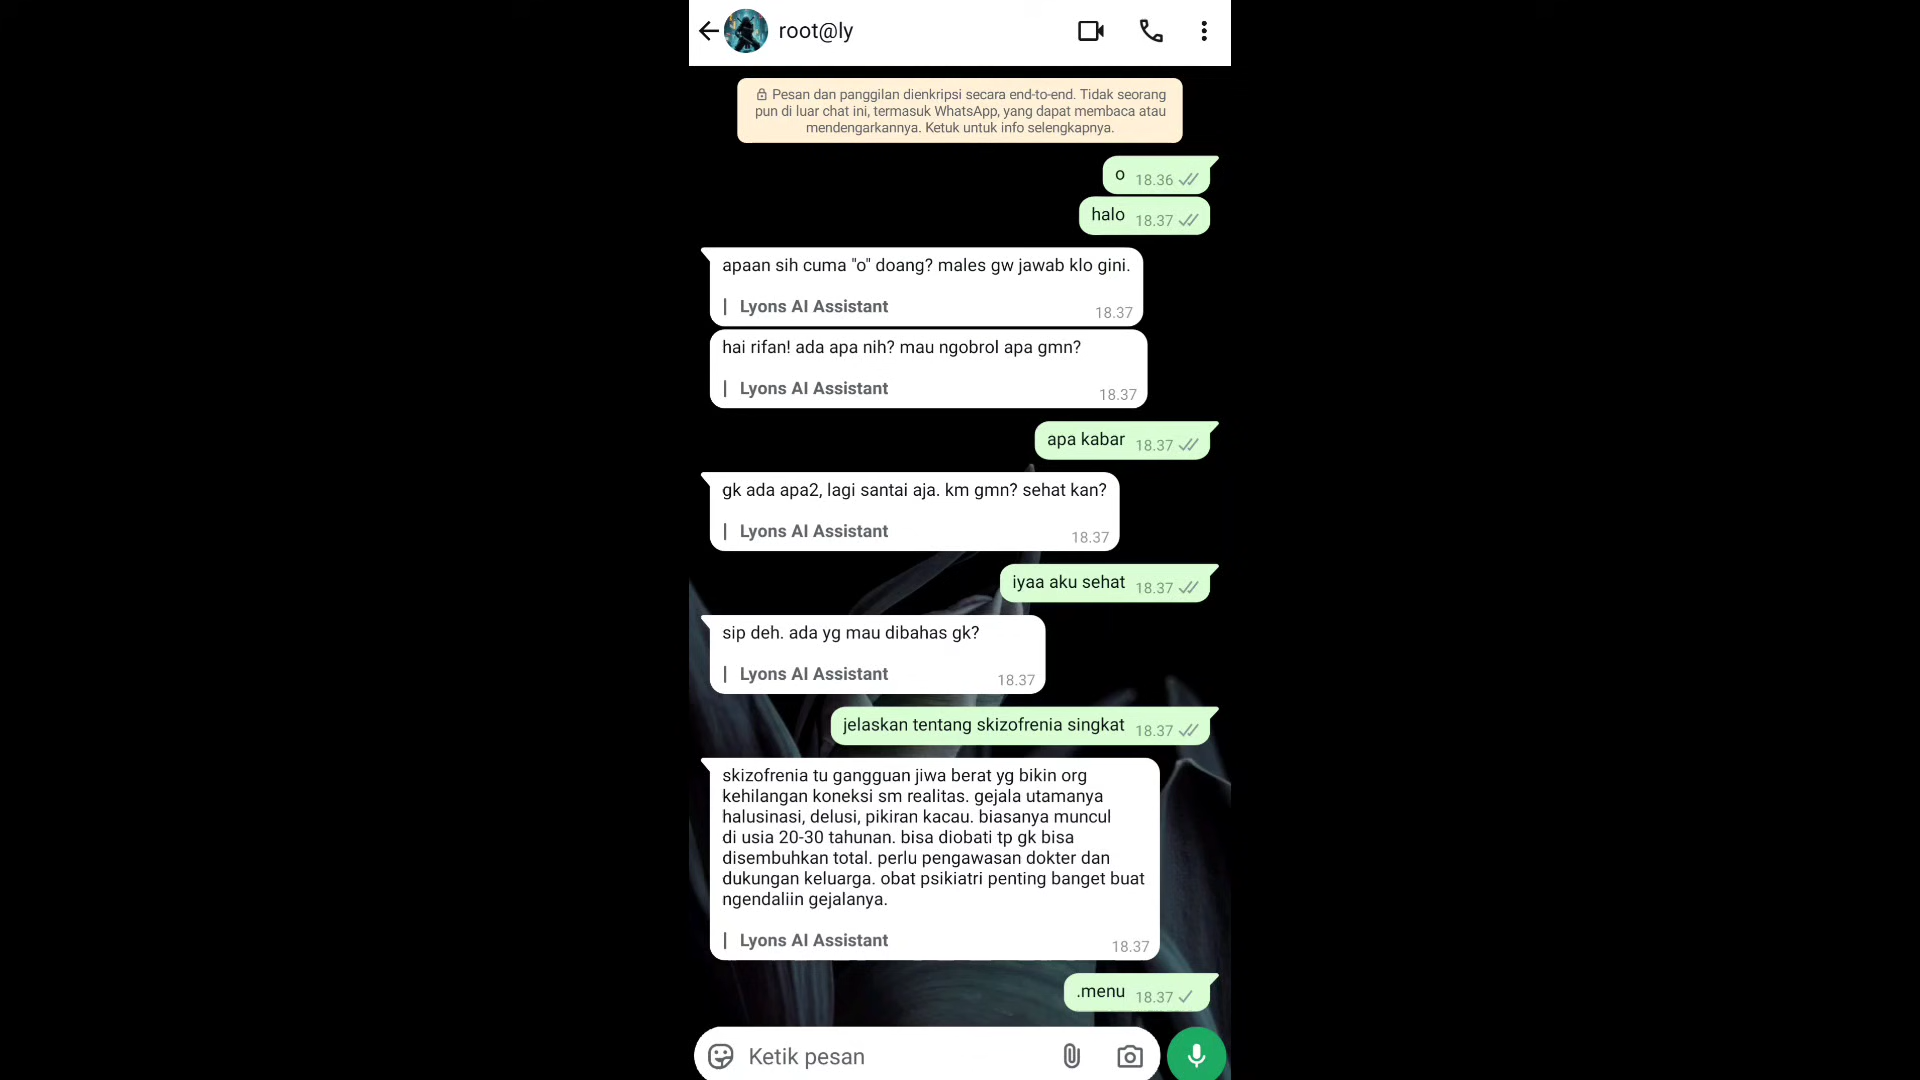 root@ly
Pesan dan panggilan dienkripsi secara end-to-end. Tidak seorang
pun di luar chat ini, termasuk WhatsApp, yang dapat membaca atau
mendengarkannya. Ketuk untuk info selengkapnya.
o 18.36
halo 18.37
apaan sih cuma "o" doang? males gw jawab klo gini.
| Lyons AI Assistant
18.37
hai rifan! ada apa nih? mau ngobrol apa gmn?
| Lyons AI Assistant
18.37
apa kabar 18.37
gk ada apa2, lagi santai aja. km gmn? sehat kan?
| Lyons AI Assistant
18.37
iyaa aku sehat 18.37
sip deh. ada yg mau dibahas gk?
| Lyons AI Assistant
18.37
jelaskan tentang skizofrenia singkat 18.37
skizofrenia tu gangguan jiwa berat yg bikin org
kehilangan koneksi sm realitas. gejala utamanya
halusinasi, delusi, pikiran kacau. biasanya muncul
di usia 20-30 tahunan. bisa diobati tp gk bisa
disembuhkan total. perlu pengawasan dokter dan
dukungan keluarga. obat psikiatri penting banget buat
ngendaliin gejalanya.
| Lyons AI Assistant
18.37
.menu 18.37
Ketik pesan